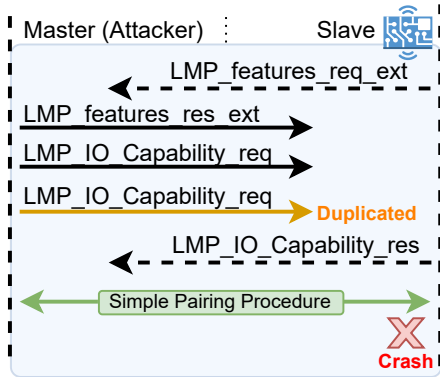 Master (Attacker)
Slave
LMP_features_req_ext
LMP_features_res_ext
LMP_IO_Capability_req
LMP_IO_Capability_req
Duplicated
LMP_IO_Capability_res
Simple Pairing Procedure
Crash